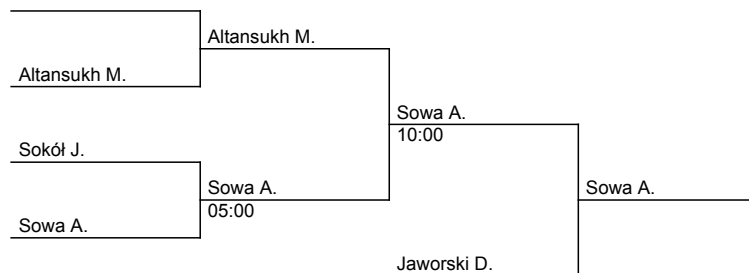 Altansukh M.
Altansukh M.
Sokół J.
Sowa A.
Sowa A.
05:00
Sowa A.
10:00
Jaworski D.
Sowa A.